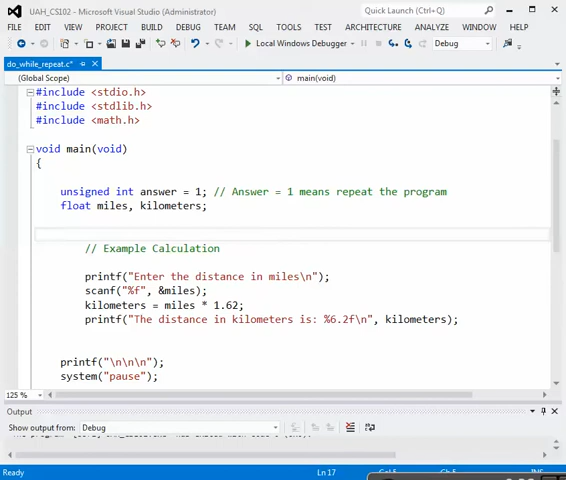 UAH_CS102 - Microsoft Visual Studio (Administrator)
Quick Launch (Ctrl+Q)
FILE EDIT VIEW PROJECT BUILD DEBUG TEAM SQL TOOLS TEST ARCHITECTURE ANALYZE WINDOW HELP
Local Windows Debugger Debug
do_while_repeat.c*
(Global Scope) main(void)
#include <stdio.h>
#include <stdlib.h>
#include <math.h>
void main(void)
{
unsigned int answer = 1; // Answer = 1 means repeat the program
float miles, kilometers;
// Example Calculation
printf("Enter the distance in miles\n");
scanf("%f", &miles);
kilometers = miles * 1.62;
printf("The distance in kilometers is: %6.2f\n", kilometers);
printf("\n\n\n");
system("pause");
125 %
Output
Show output from: Debug
Ready Ln 17 INS